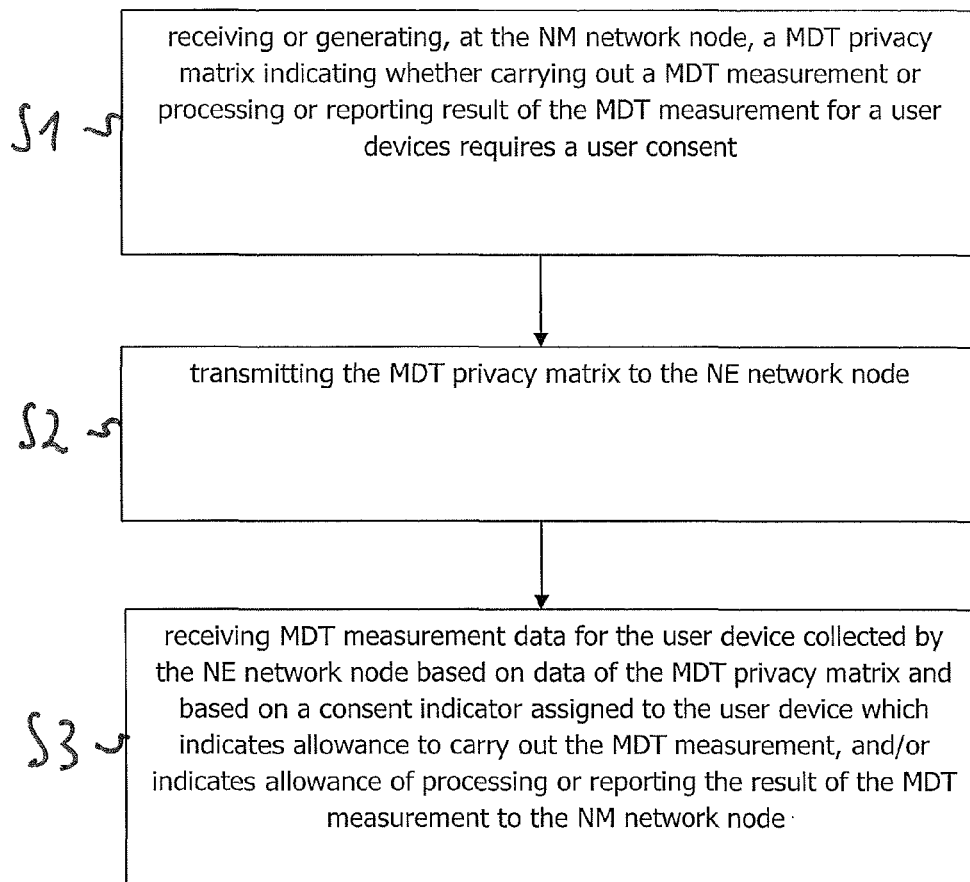 receiving or generating, at the NM network node, a MDT privacy
matrix indicating whether carrying out a MDT measurement or
processing or reporting result of the MDT measurement for a user
devices requires a user consent
S1
transmitting the MDT privacy matrix to the NE network node
S2
receiving MDT measurement data for the user device collected by
the NE network node based on data of the MDT privacy matrix and
based on a consent indicator assigned to the user device which
indicates allowance to carry out the MDT measurement, and/or
indicates allowance of processing or reporting the result of the MDT
measurement to the NM network node
S3